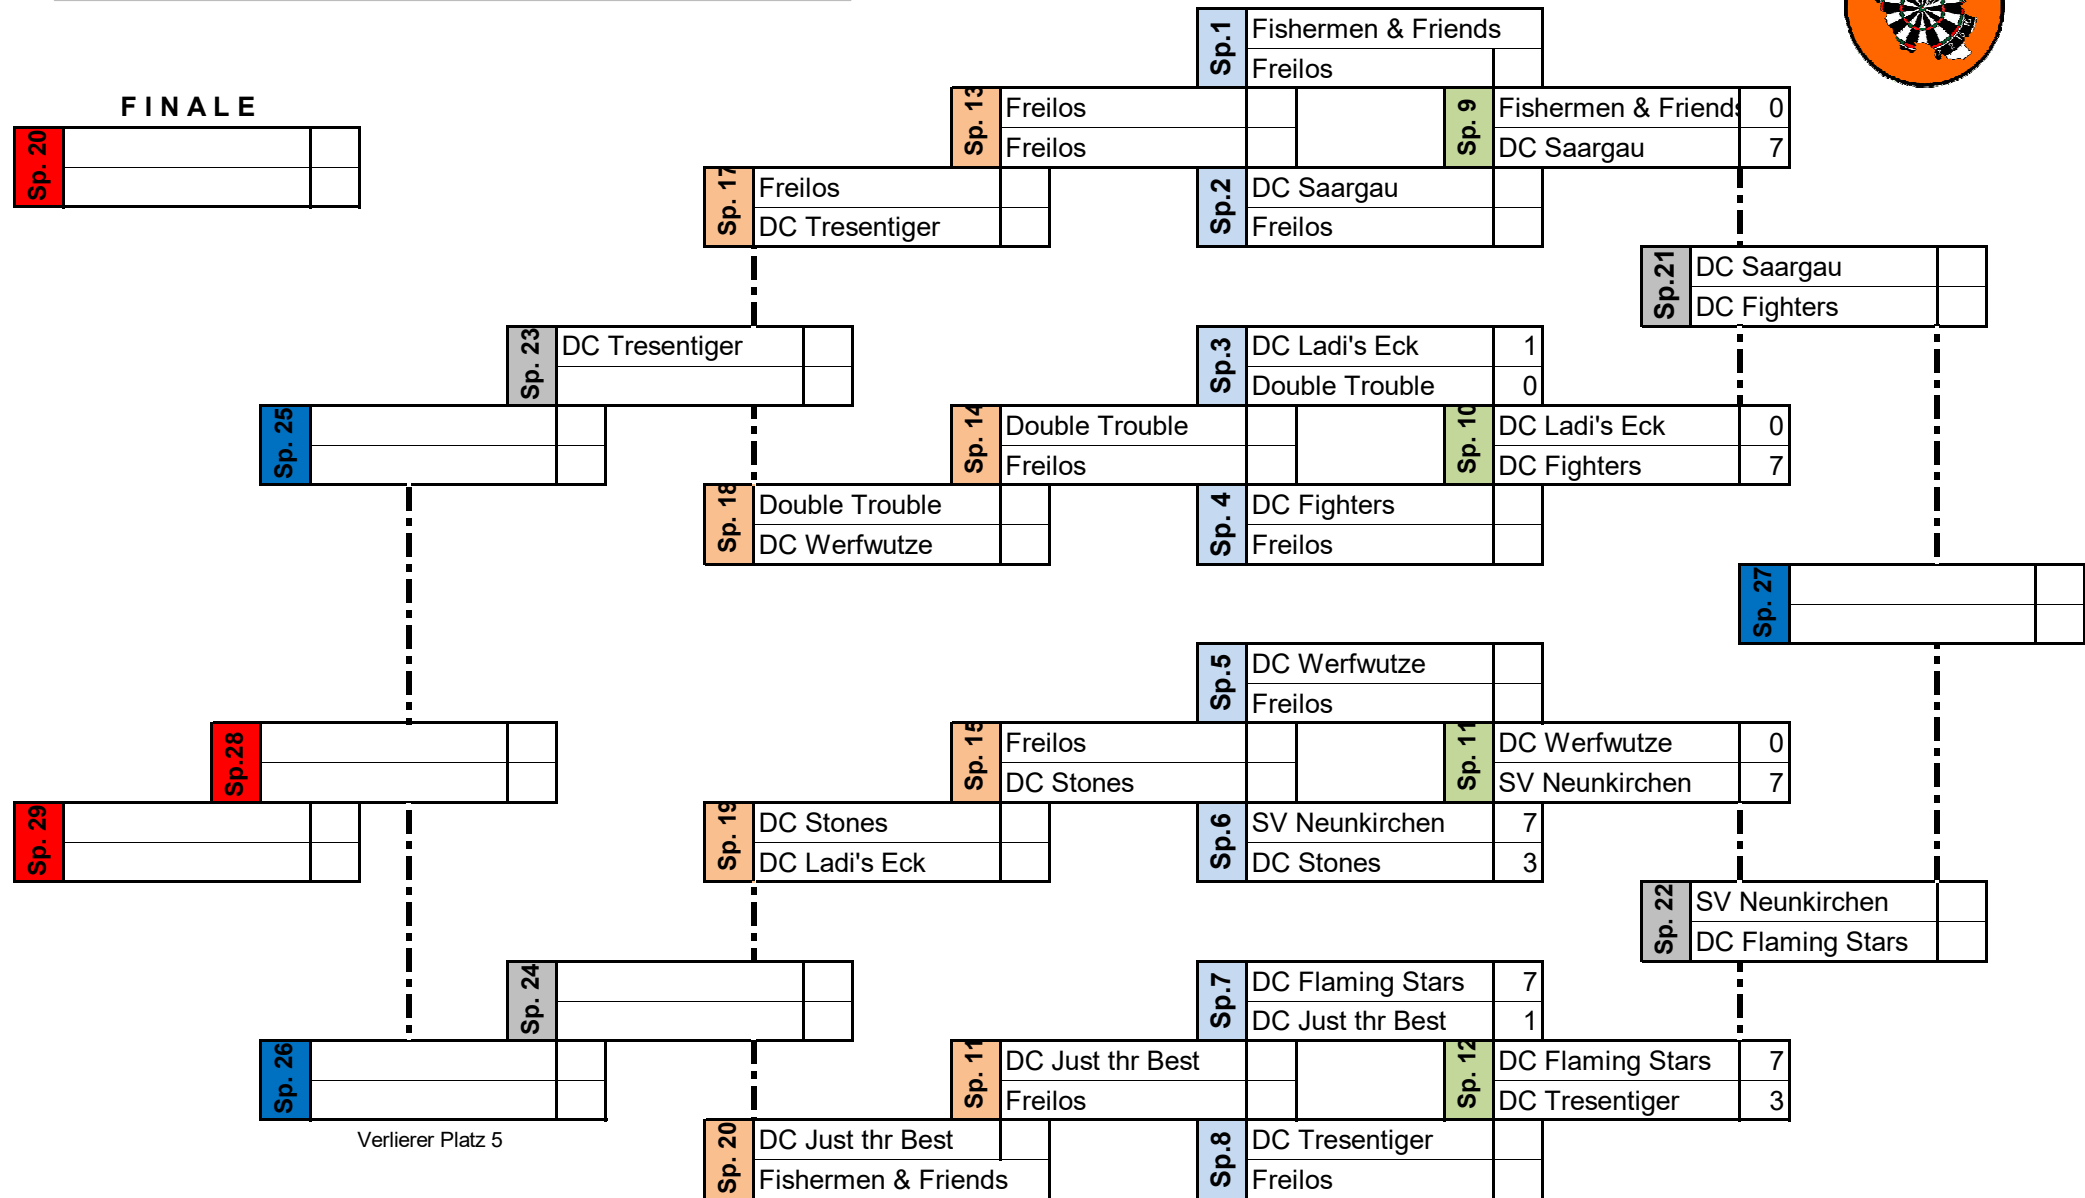 Sp.1
Fishermen & Friends
Freilos
F I N A L E
Sp. 20
Sp. 13
Freilos
Freilos
Sp. 9
Fishermen & Friends 0
DC Saargau 7
Sp. 17
Freilos
DC Tresentiger
Sp.2
DC Saargau
Freilos
Sp.21
DC Saargau
DC Fighters
Sp. 23
DC Tresentiger
Sp.3
DC Ladi's Eck 1
Double Trouble 0
Sp. 25
Sp. 14
Double Trouble
Freilos
Sp. 10
DC Ladi's Eck 0
DC Fighters 7
Sp. 18
Double Trouble
DC Werfwutze
Sp. 4
DC Fighters
Freilos
Sp. 27
Sp.5
DC Werfwutze
Freilos
Sp.28
Sp. 15
Freilos
DC Stones
Sp. 11
DC Werfwutze 0
SV Neunkirchen 7
Sp. 29
Sp. 19
DC Stones
DC Ladi's Eck
Sp.6
SV Neunkirchen 7
DC Stones 3
Sp. 22
SV Neunkirchen
DC Flaming Stars
Sp. 24
Sp.7
DC Flaming Stars 7
DC Just thr Best 1
Sp. 26
Sp. 11
DC Just thr Best
Freilos
Sp. 12
DC Flaming Stars 7
DC Tresentiger 3
Verlierer Platz 5
Sp. 20
DC Just thr Best
Fishermen & Friends
Sp.8
DC Tresentiger
Freilos